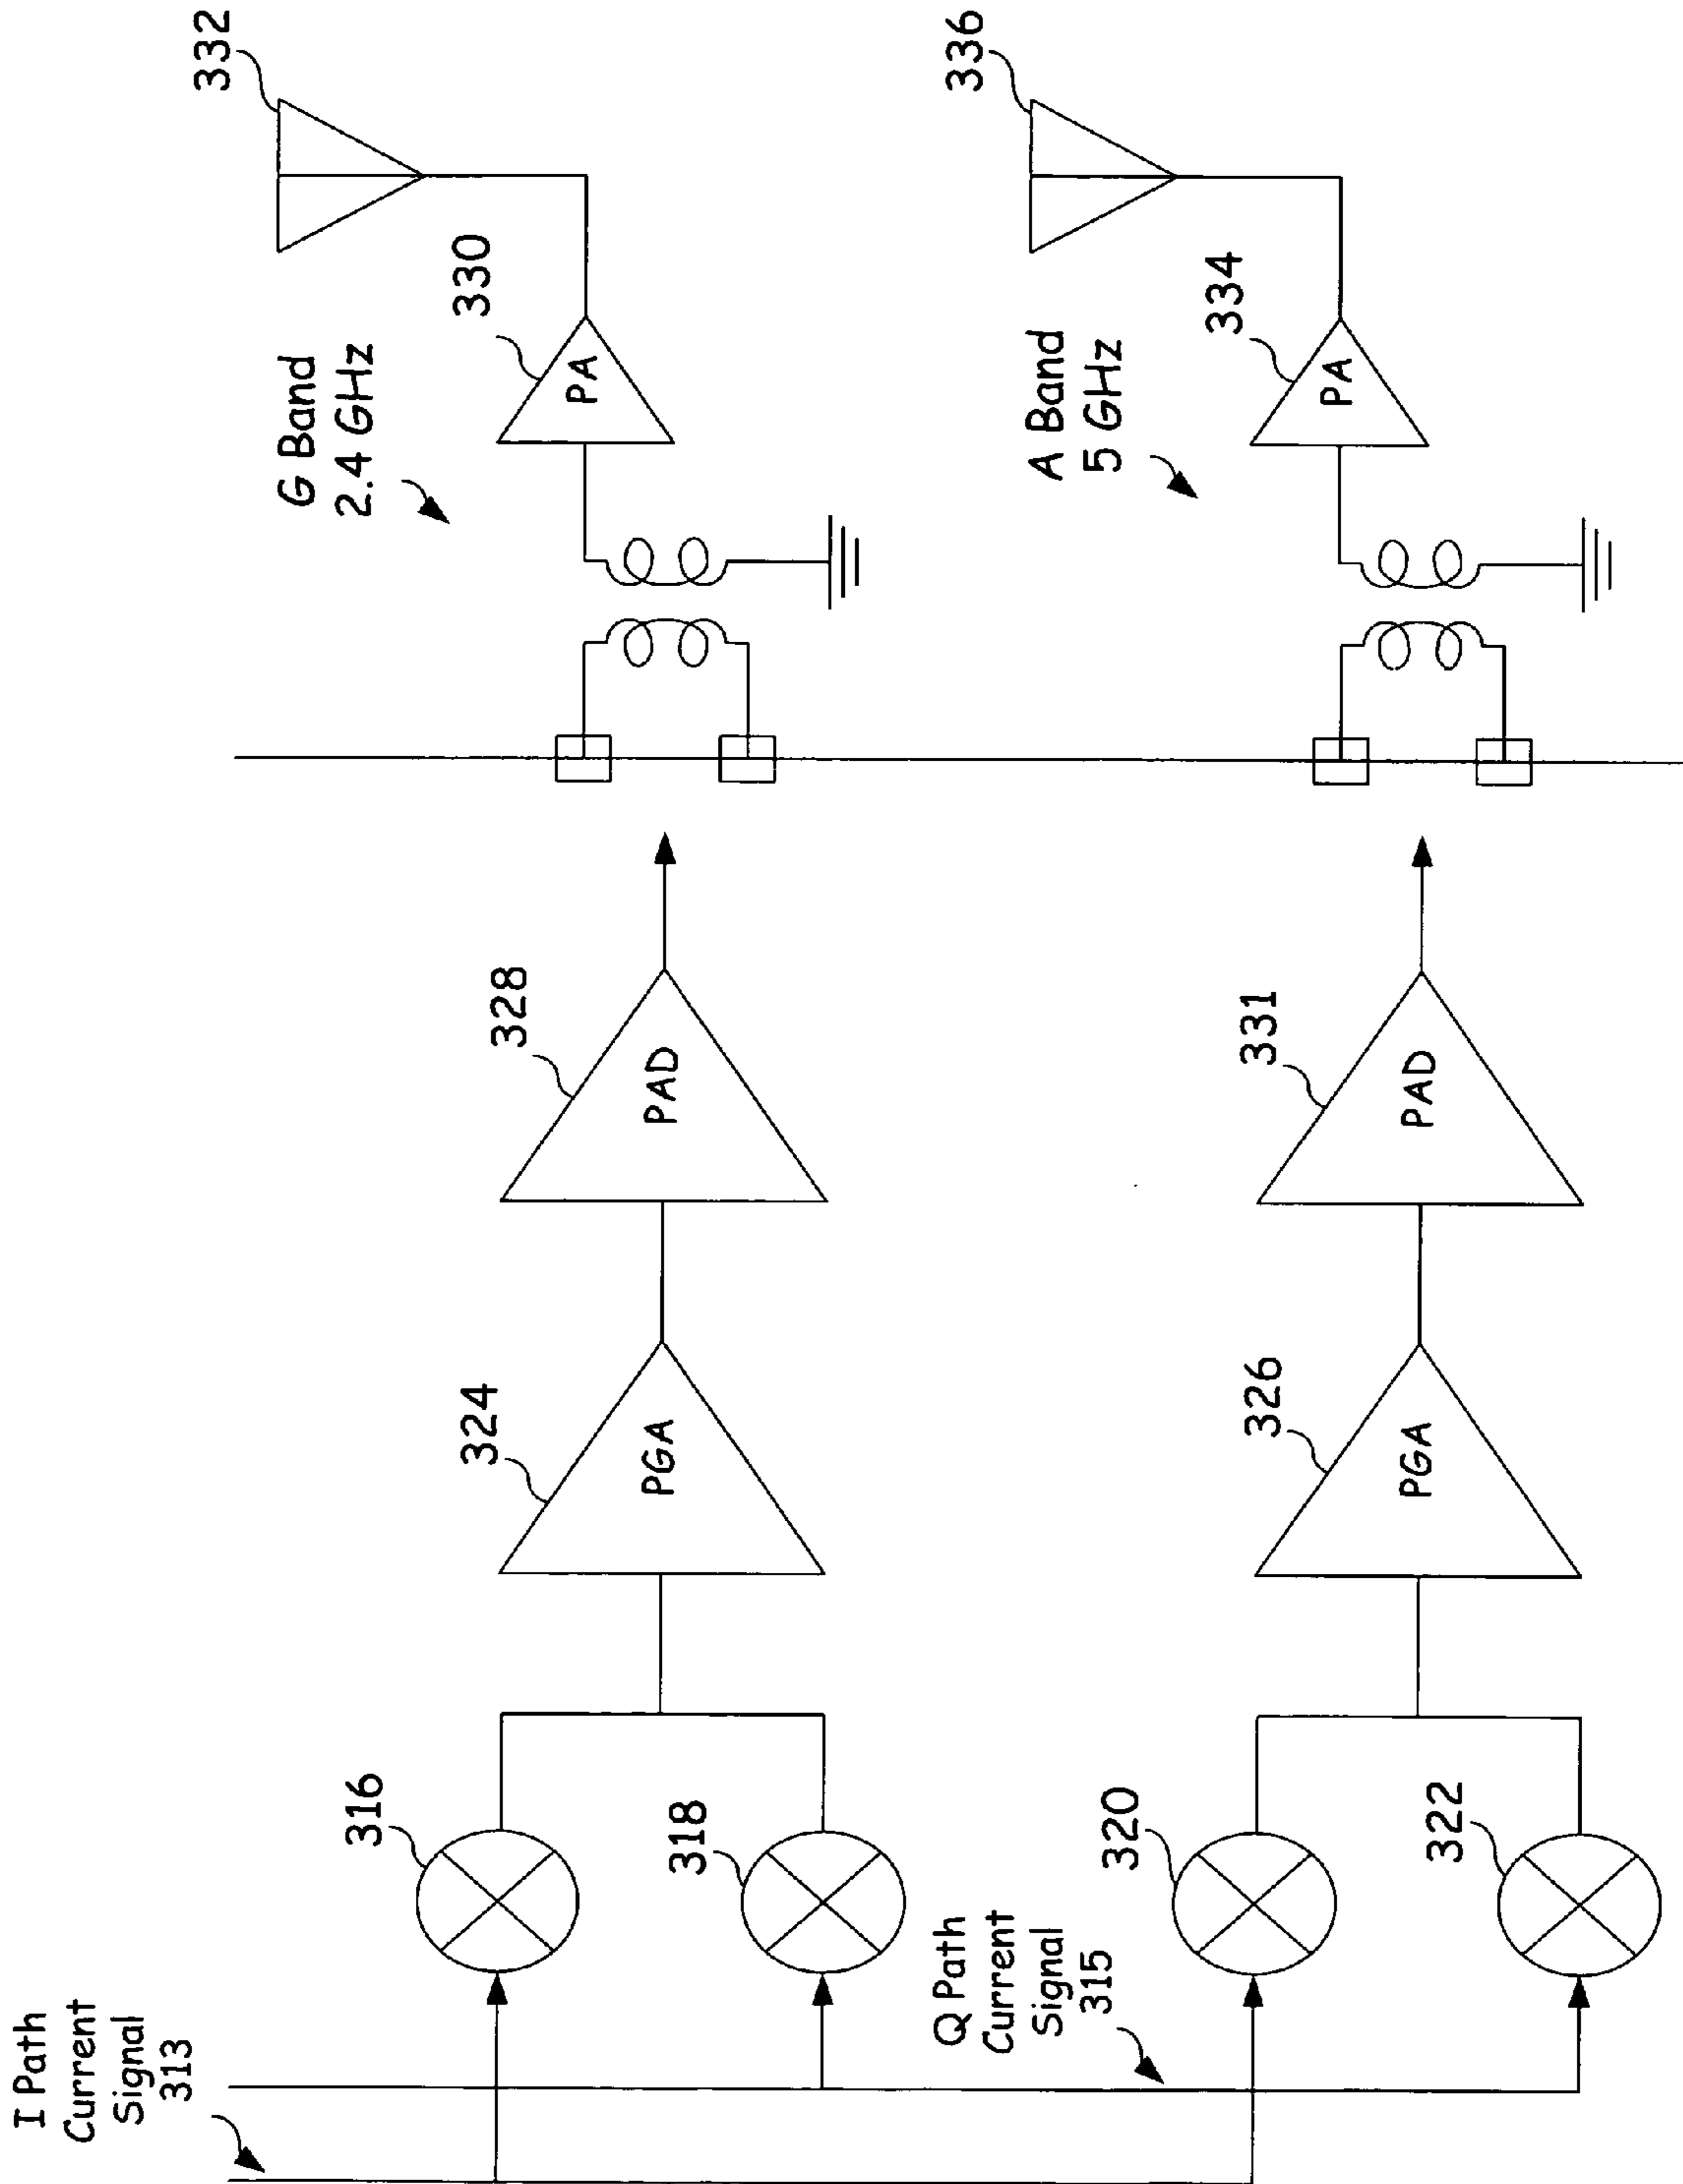 I Path
Current
Signal
313
316
318
324
PGA
328
PAD
G Band
2.4 GHz
330
PA
332
Q Path
Current
Signal
315
320
322
326
PGA
331
PAD
A Band
5 GHz
334
PA
336